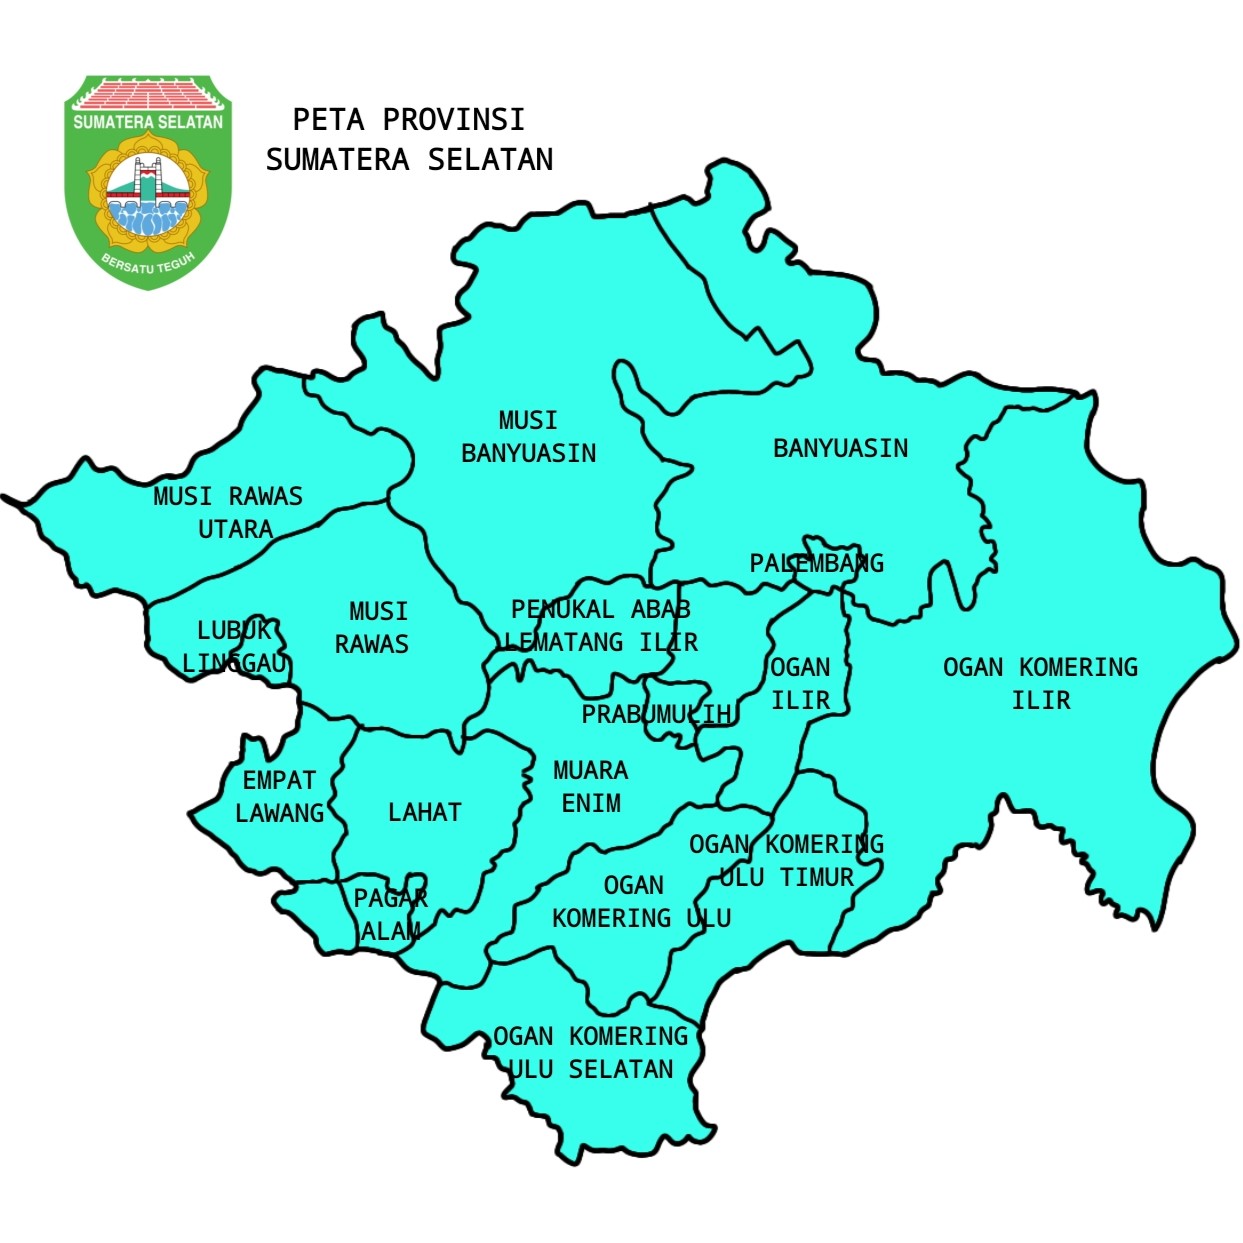 SUMATERA SELATAN
BERSATU TEGUH
PETA PROVINSI
SUMATERA SELATAN
MUSI
BANYUASIN
BANYUASIN
MUSI RAWAS
UTARA
PALEMBANG
PENUKAL ABAB
LEMATANG ILIR
MUSI
RAWAS
LUBUK
LINGGAU
OGAN
ILIR
OGAN KOMERING
ILIR
PRABUMULIH
MUARA
ENIM
EMPAT
LAWANG
LAHAT
OGAN KOMERING
ULU TIMUR
PAGAR
ALAM
OGAN
KOMERING ULU
OGAN KOMERING
ULU SELATAN